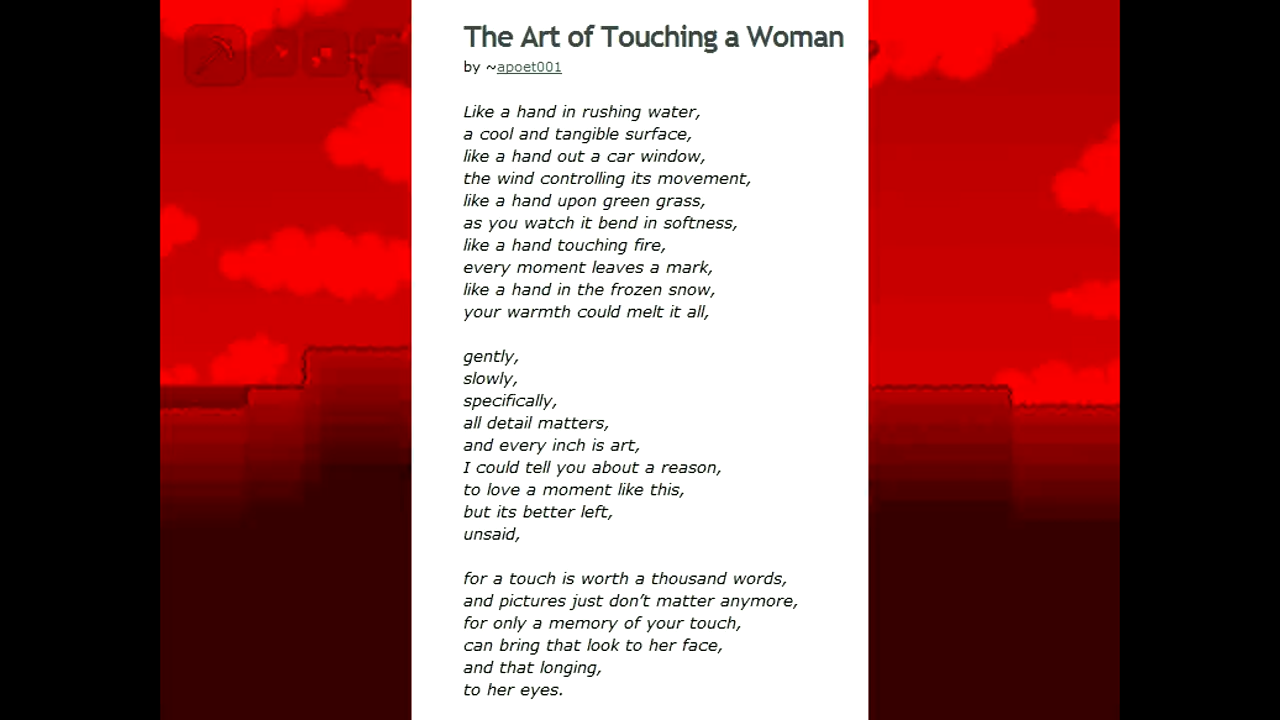 The Art of Touching a Woman
by ~apoet001
Like a hand in rushing water,
a cool and tangible surface,
like a hand out a car window,
the wind controlling its movement,
like a hand upon green grass,
as you watch it bend in softness,
like a hand touching fire,
every moment leaves a mark,
like a hand in the frozen snow,
your warmth could melt it all,
gently,
slowly,
specifically,
all detail matters,
and every inch is art,
I could tell you about a reason,
to love a moment like this,
but its better left,
unsaid,
for a touch is worth a thousand words,
and pictures just don’t matter anymore,
for only a memory of your touch,
can bring that look to her face,
and that longing,
to her eyes.